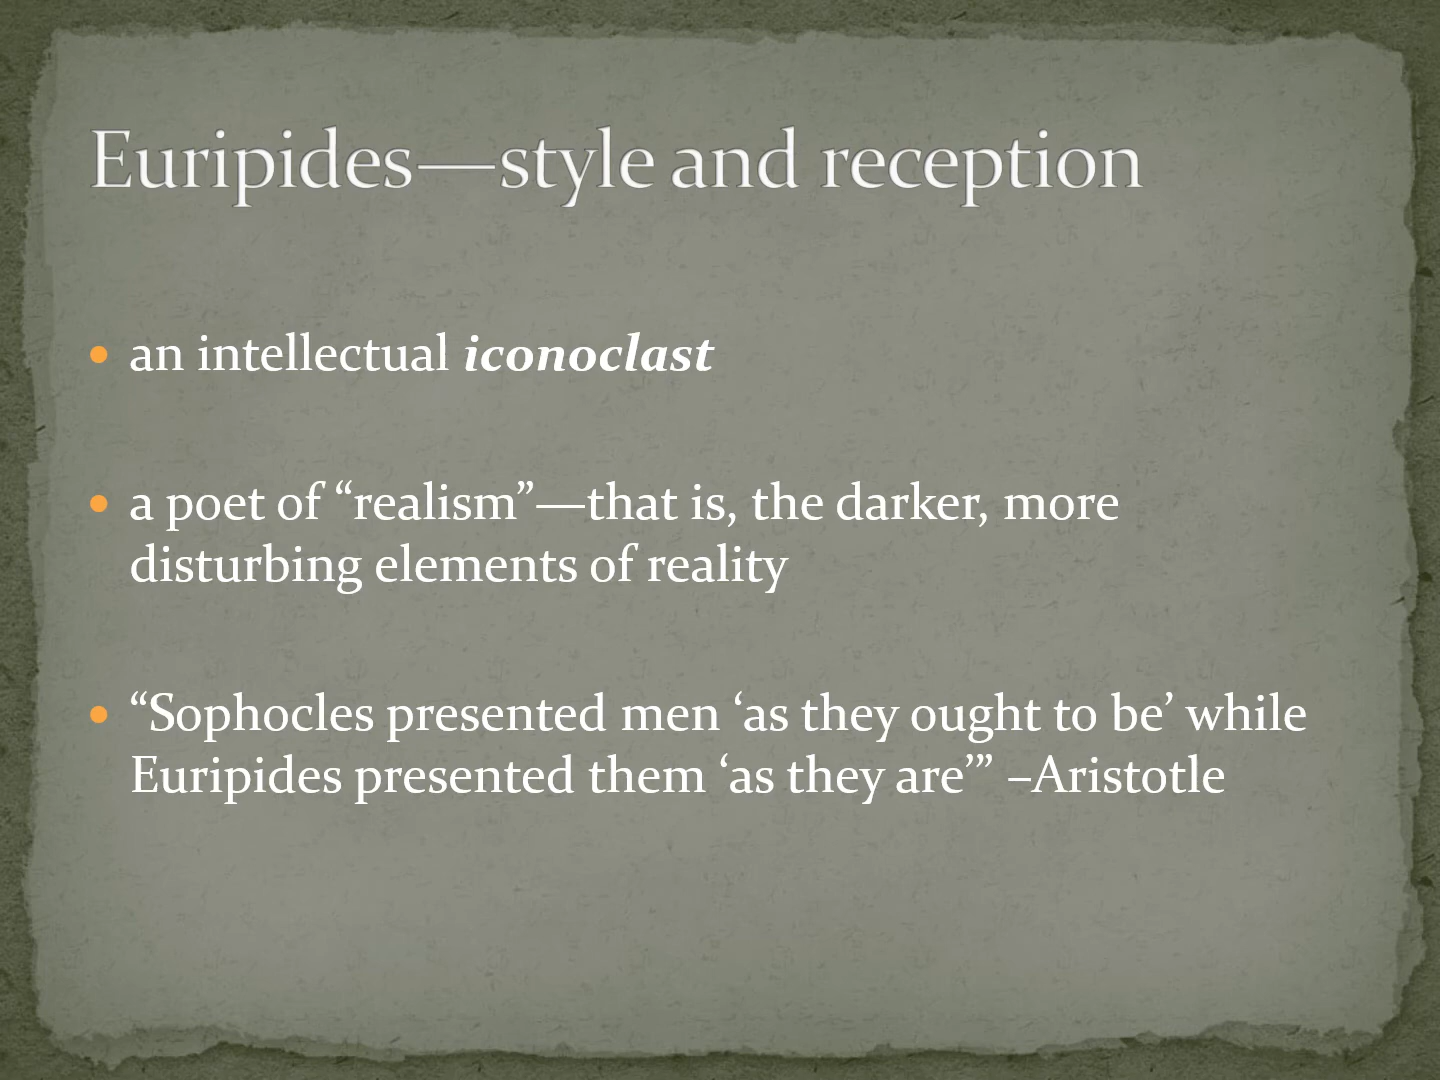 Euripides—style and reception
• an intellectual iconoclast
• a poet of “realism”—that is, the darker, more
disturbing elements of reality
• “Sophocles presented men ‘as they ought to be’ while
Euripides presented them ‘as they are’” –Aristotle